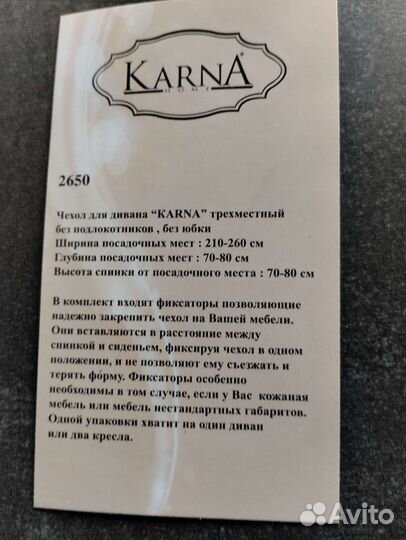 KARNA®
HOME
2650
Чехол для дивана “KARNA” трехместный
без подлокотников , без юбки
Ширина посадочных мест : 210-260 см
Глубина посадочных мест : 70-80 см
Высота спинки от посадочного места : 70-80 см
В комплект входят фиксаторы позволяющие
надежно закрепить чехол на Вашей мебели.
Они вставляются в расстояние между
спинкой и сиденьем, фиксируя чехол в одном
положении, и не позволяют ему съезжать и
терять форму. Фиксаторы особенно
необходимы в том случае, если у Вас кожаная
мебель или мебель нестандартных габаритов.
Одной упаковки хватит на один диван
или два кресла.
Avito